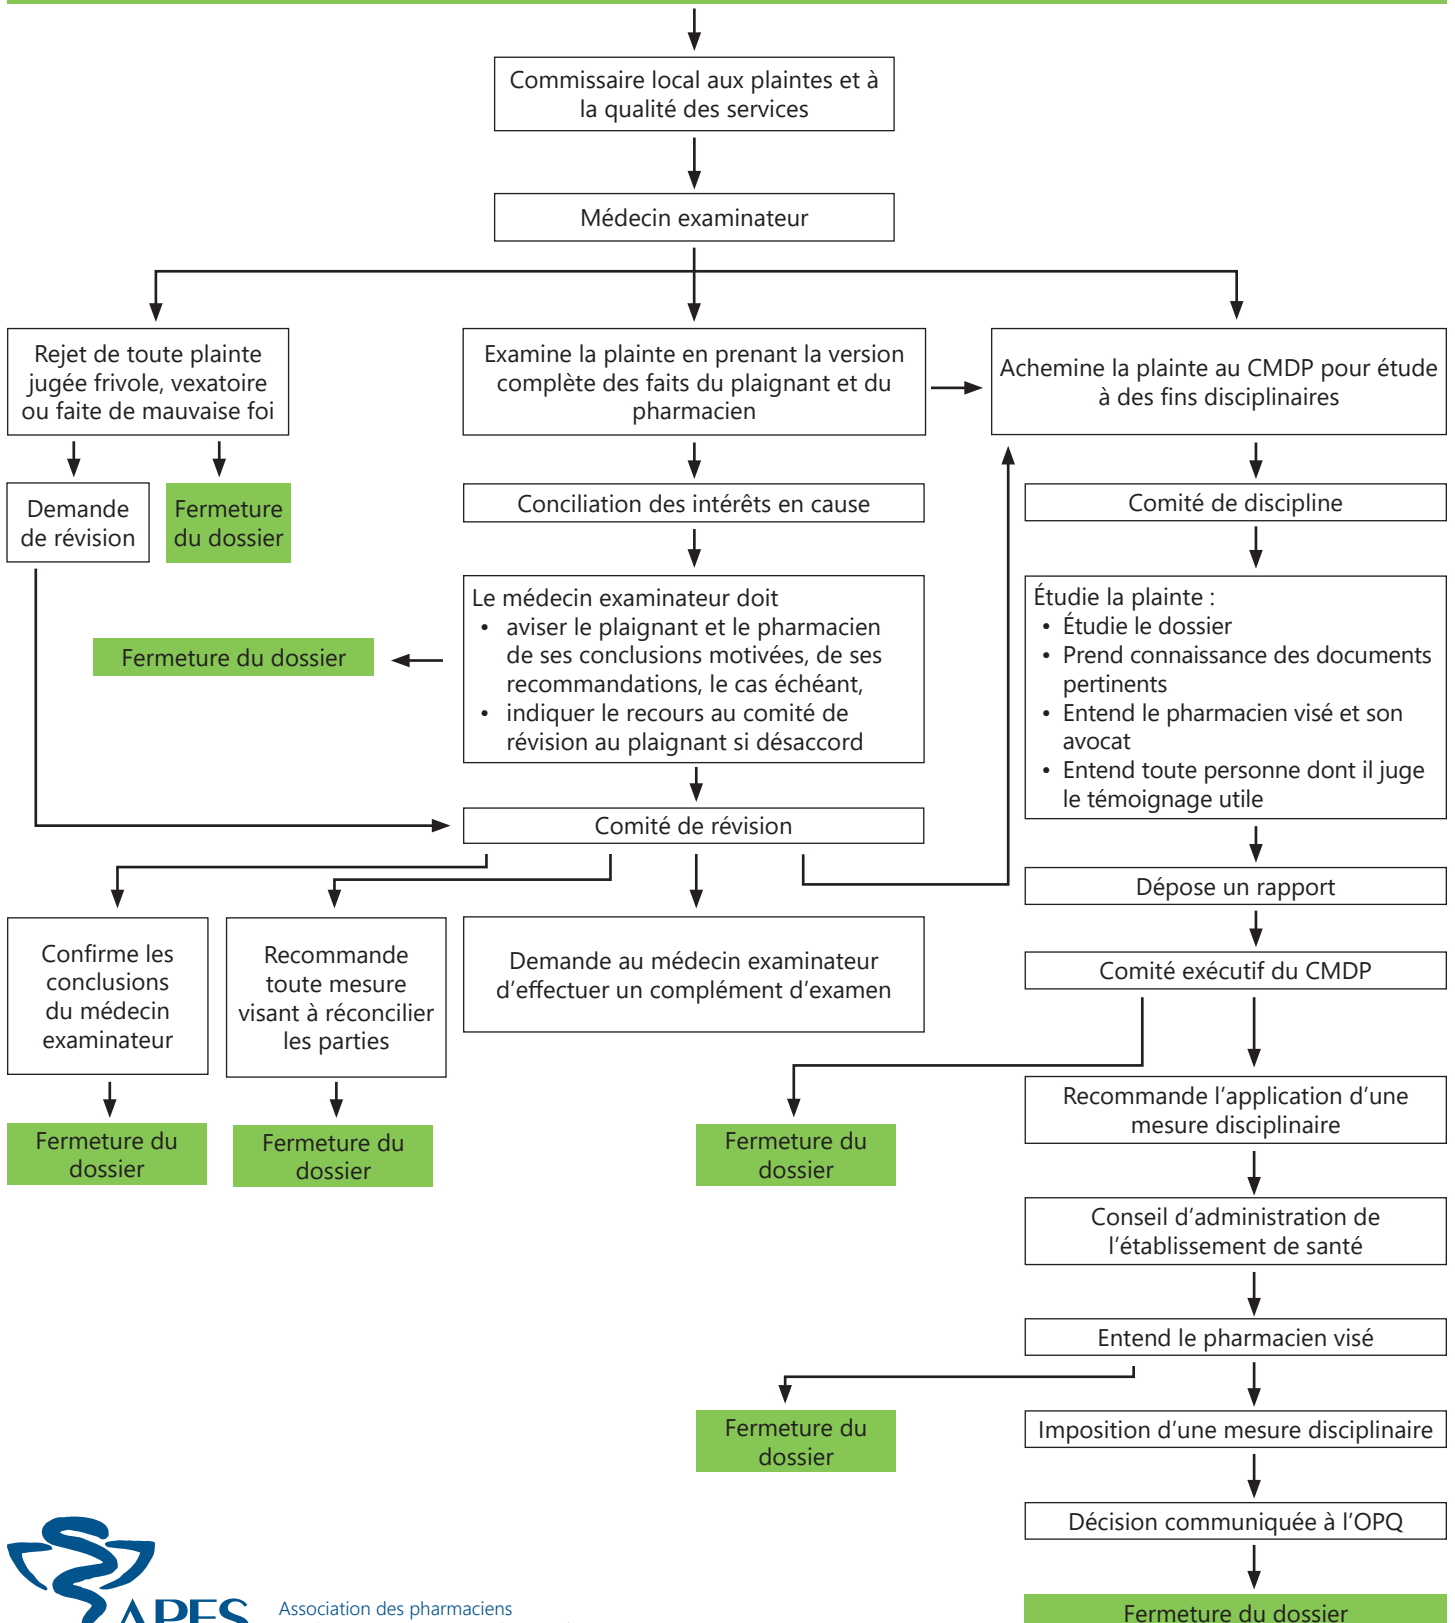 Commissaire local aux plaintes et à
la qualité des services
Médecin examinateur
Rejet de toute plainte
jugée frivole, vexatoire
ou faite de mauvaise foi
Examine la plainte en prenant la version
complète des faits du plaignant et du
pharmacien
Achemine la plainte au CMDP pour étude
à des fins disciplinaires
Demande
de révision
Fermeture
du dossier
Conciliation des intérêts en cause
Comité de discipline
Le médecin examinateur doit
• aviser le plaignant et le pharmacien
de ses conclusions motivées, de ses
recommandations, le cas échéant,
• indiquer le recours au comité de
révision au plaignant si désaccord
Fermeture du dossier
Étudie la plainte :
• Étudie le dossier
• Prend connaissance des documents
pertinents
• Entend le pharmacien visé et son
avocat
• Entend toute personne dont il juge
le témoignage utile
Comité de révision
Dépose un rapport
Confirme les
conclusions
du médecin
examinateur
Recommande
toute mesure
visant à réconcilier
les parties
Demande au médecin examinateur
d'effectuer un complément d'examen
Comité exécutif du CMDP
Fermeture du
dossier
Fermeture du
dossier
Fermeture du
dossier
Recommande l'application d'une
mesure disciplinaire
Conseil d'administration de
l'établissement de santé
Entend le pharmacien visé
Fermeture du
dossier
Imposition d'une mesure disciplinaire
Décision communiquée à l'OPQ
Fermeture du dossier
APES
Association des pharmaciens